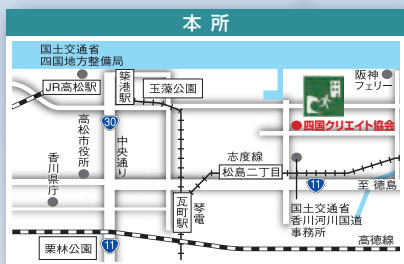 本所
国土交通省
四国地方整備局
JR高松駅
築港駅
玉藻公園
阪神
フェリー
30
四国クリエイト協会
高松市役所
中央通り
香川県庁
志度線
松島二丁目
11
至 徳島
瓦町駅
琴電
国土交通省
香川河川国道
事務所
栗林公園
11
高徳線